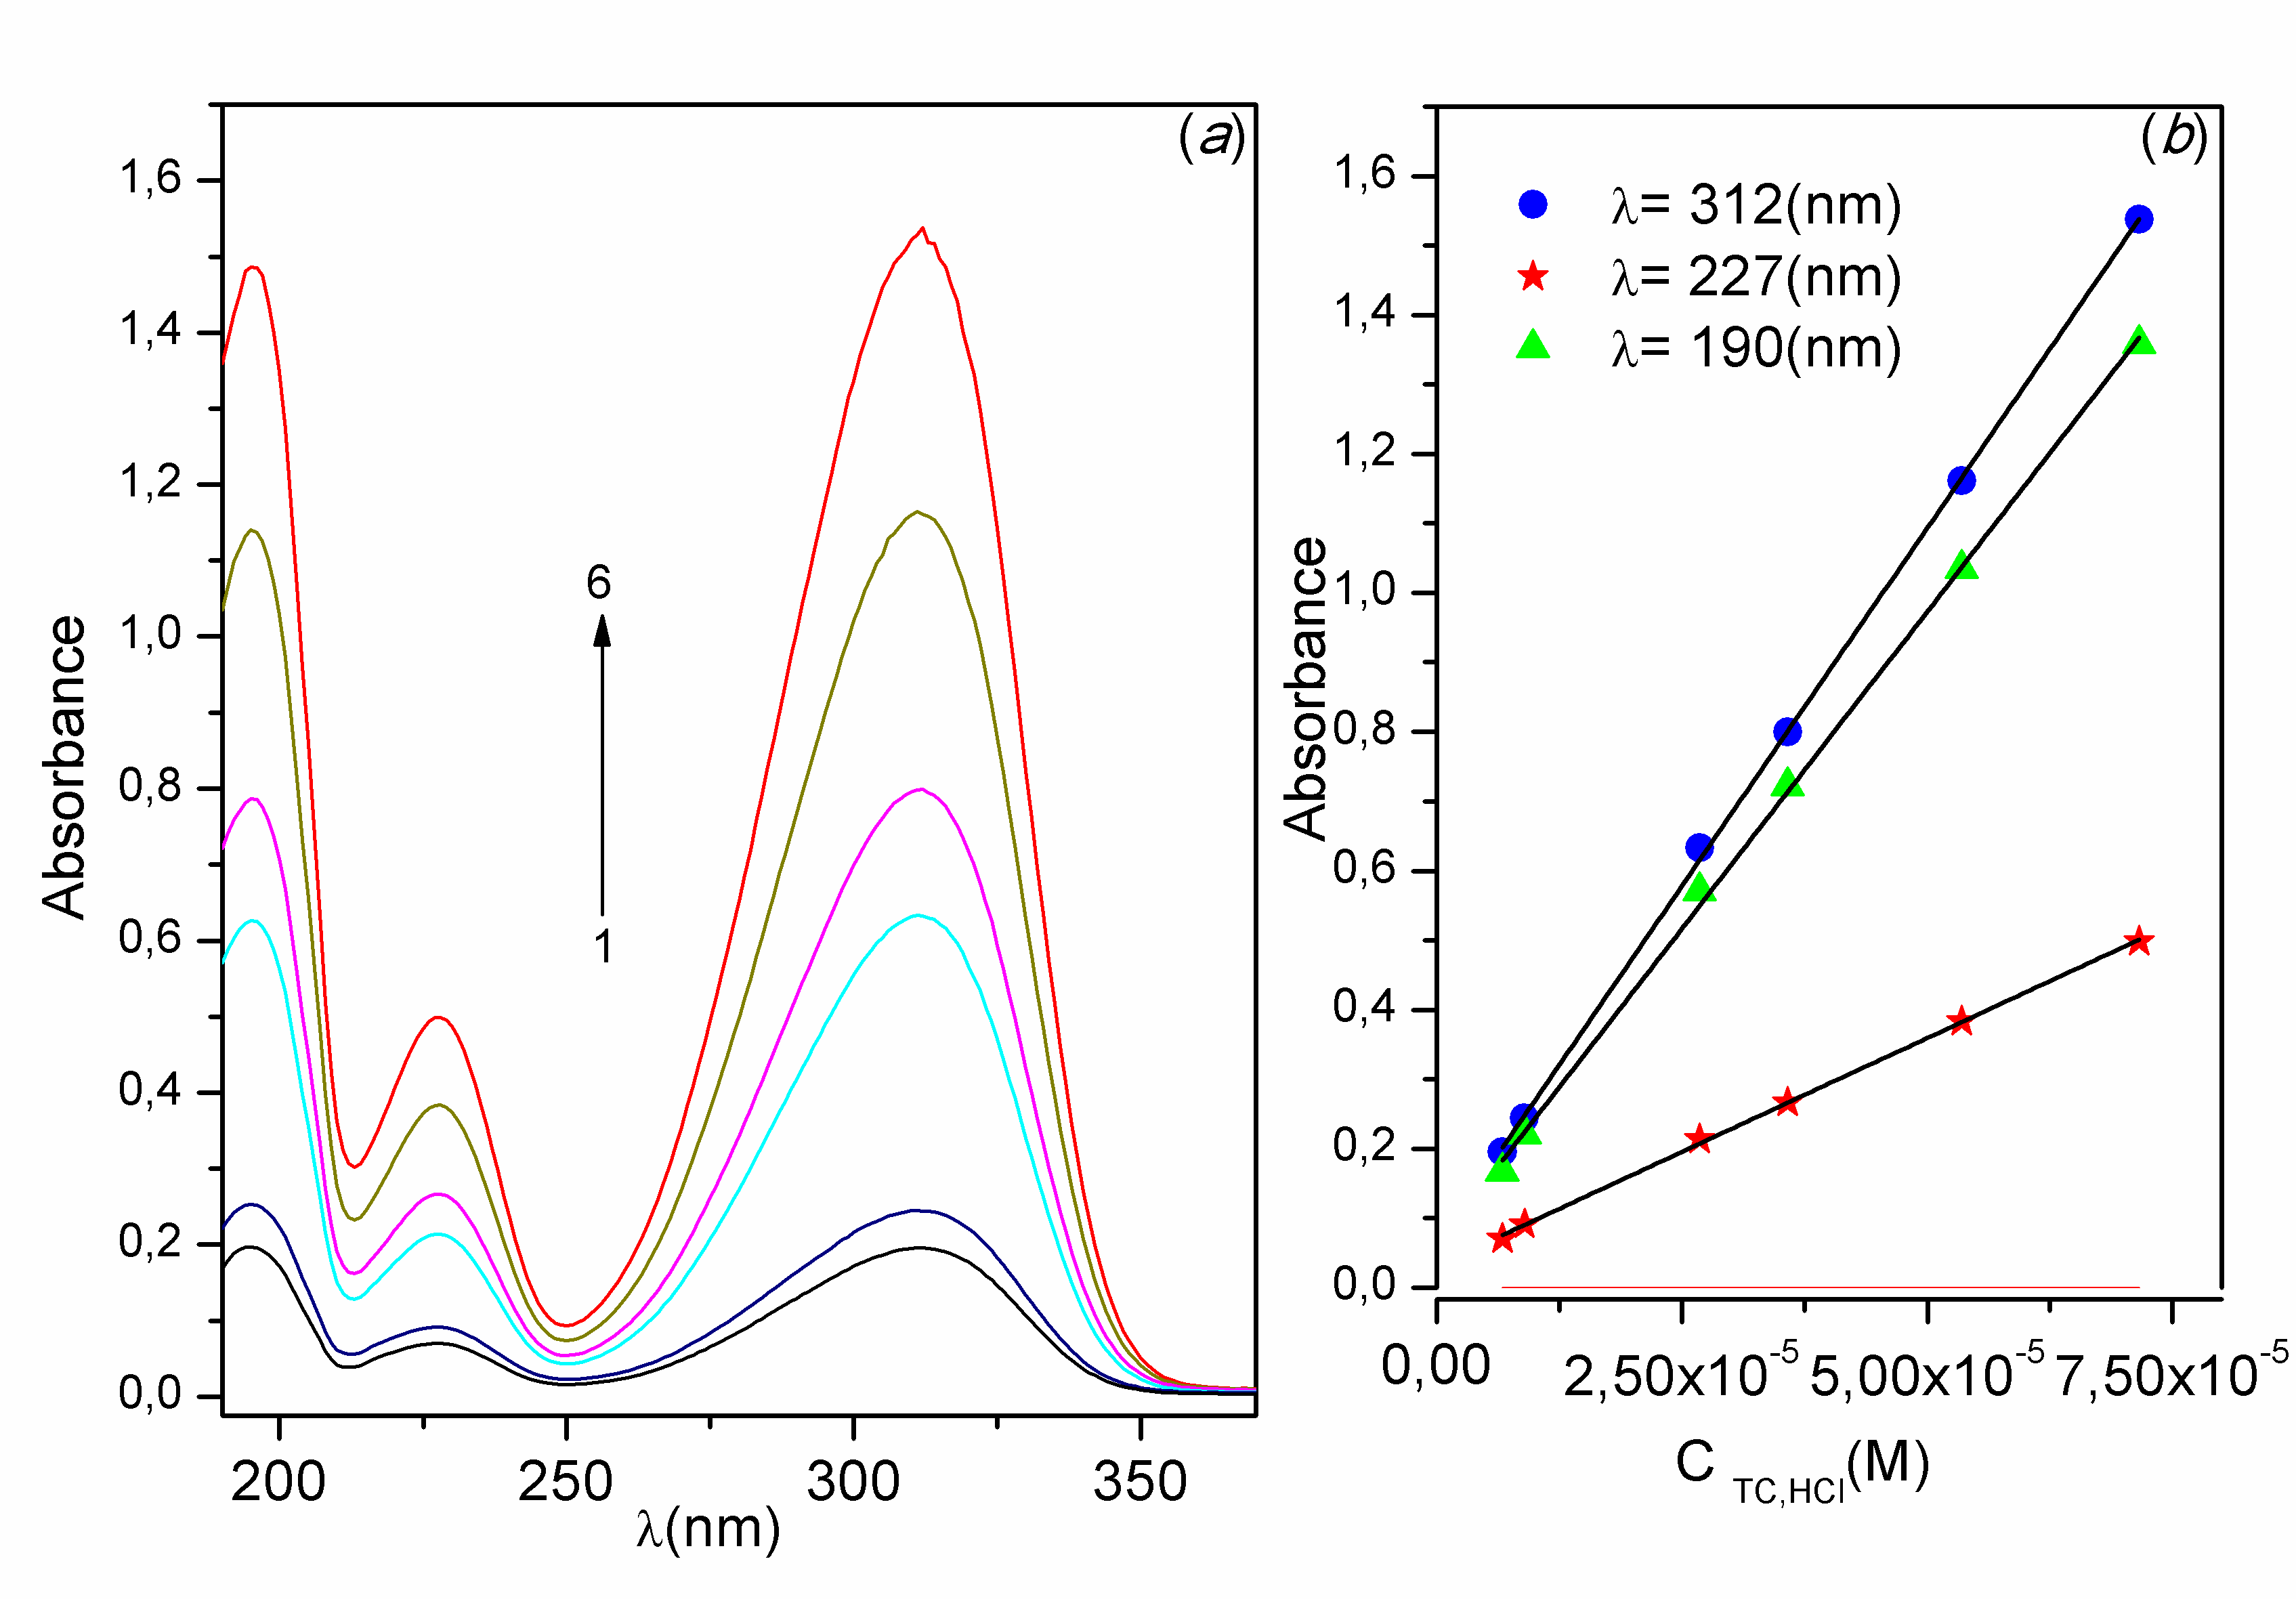 (a)
1,6
1,4
1,2
1,0
0,8
0,6
0,4
0,2
0,0
Absorbance
6
1
200 250 300 350
λ(nm)
(b)
λ= 312(nm)
λ= 227(nm)
λ= 190(nm)
1,6
1,4
1,2
1,0
0,8
0,6
0,4
0,2
0,0
Absorbance
0,00 2,50x10⁻⁵ 5,00x10⁻⁵ 7,50x10⁻⁵
C TC,HCl(M)